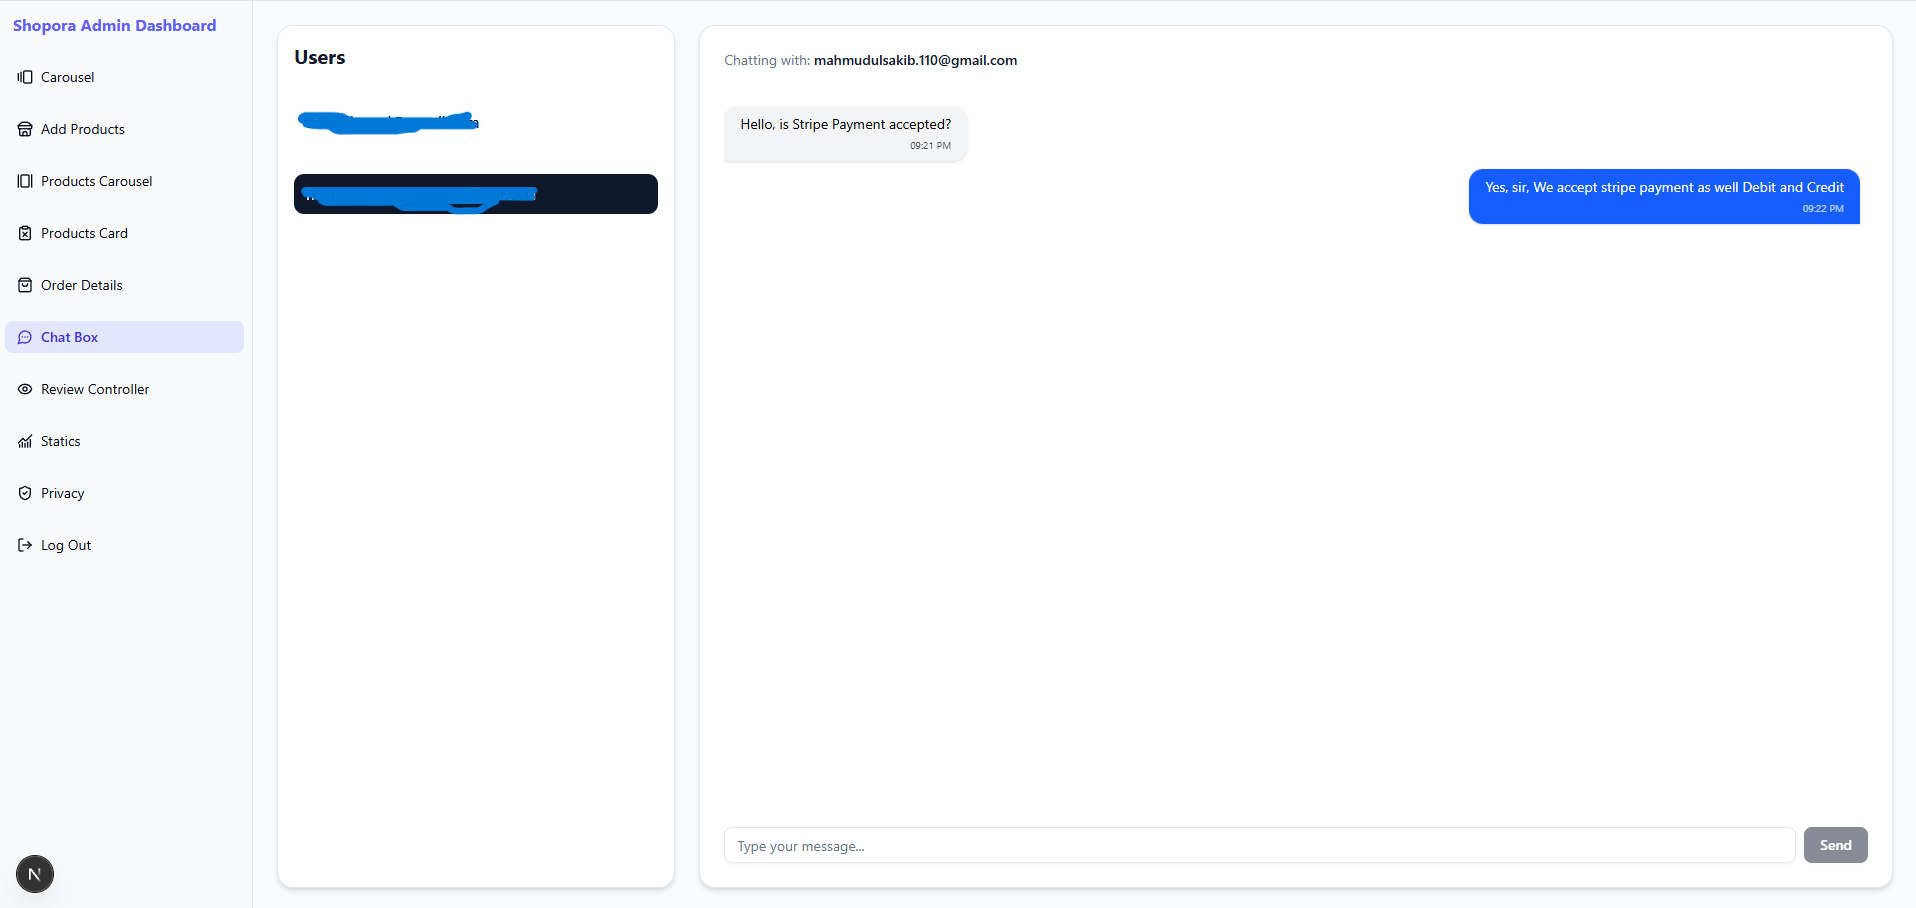 Shopora Admin Dashboard
Carousel
Add Products
Products Carousel
Products Card
Order Details
Chat Box
Review Controller
Statics
Privacy
Log Out
N
Users
Chatting with: mahmudulsakib.110@gmail.com
Hello, is Stripe Payment accepted?
09:21 PM
Yes, sir, We accept stripe payment as well Debit and Credit
09:22 PM
Type your message...
Send